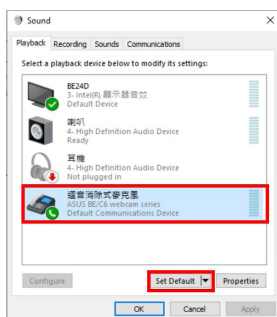 Sound
Playback Recording Sounds Communications
Select a playback device below to modify its settings:
BE24D
3- Intel(R) 顯示器音效
Default Device
喇叭
4- High Definition Audio Device
Ready
耳機
4- High Definition Audio Device
Not plugged in
迴音消除式麥克風
ASUS BE/C6 webcam series
Default Communications Device
Configure Set Default Properties
OK Cancel Apply